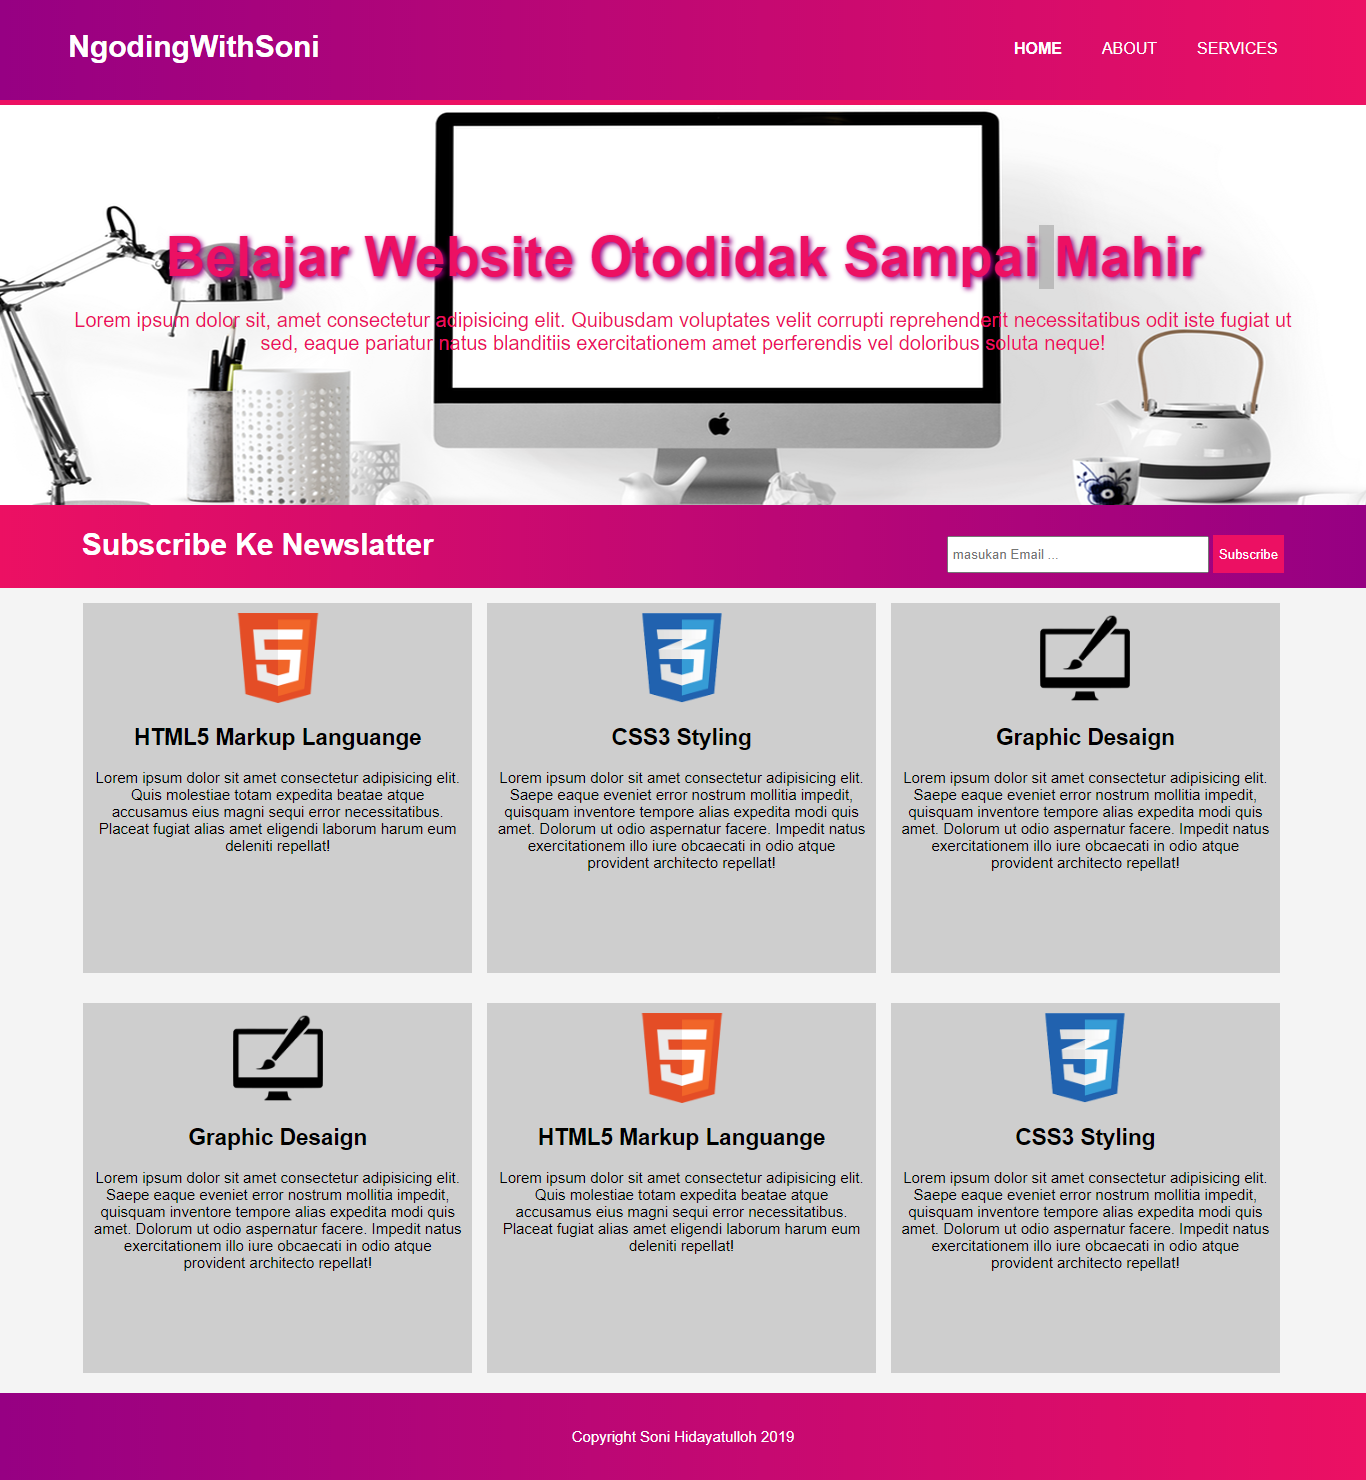 NgodingWithSoni
HOME ABOUT SERVICES
Belajar Website Otodidak Sampai Mahir
Lorem ipsum dolor sit, amet consectetur adipisicing elit. Quibusdam voluptates velit corrupti reprehenderit necessitatibus odit iste fugiat ut
sed, eaque pariatur natus blanditiis exercitationem amet perferendis vel doloribus soluta neque!
Subscribe Ke Newslatter
masukan Email ...
Subscribe
HTML5 Markup Languange
Lorem ipsum dolor sit amet consectetur adipisicing elit.
Quis molestiae totam expedita beatae atque
accusamus eius magni sequi error necessitatibus.
Placeat fugiat alias amet eligendi laborum harum eum
deleniti repellat!
CSS3 Styling
Lorem ipsum dolor sit amet consectetur adipisicing elit.
Saepe eaque eveniet error nostrum mollitia impedit,
quisquam inventore tempore alias expedita modi quis
amet. Dolorum ut odio aspernatur facere. Impedit natus
exercitationem illo iure obcaecati in odio atque
provident architecto repellat!
Graphic Desaign
Lorem ipsum dolor sit amet consectetur adipisicing elit.
Saepe eaque eveniet error nostrum mollitia impedit,
quisquam inventore tempore alias expedita modi quis
amet. Dolorum ut odio aspernatur facere. Impedit natus
exercitationem illo iure obcaecati in odio atque
provident architecto repellat!
Graphic Desaign
Lorem ipsum dolor sit amet consectetur adipisicing elit.
Saepe eaque eveniet error nostrum mollitia impedit,
quisquam inventore tempore alias expedita modi quis
amet. Dolorum ut odio aspernatur facere. Impedit natus
exercitationem illo iure obcaecati in odio atque
provident architecto repellat!
HTML5 Markup Languange
Lorem ipsum dolor sit amet consectetur adipisicing elit.
Quis molestiae totam expedita beatae atque
accusamus eius magni sequi error necessitatibus.
Placeat fugiat alias amet eligendi laborum harum eum
deleniti repellat!
CSS3 Styling
Lorem ipsum dolor sit amet consectetur adipisicing elit.
Saepe eaque eveniet error nostrum mollitia impedit,
quisquam inventore tempore alias expedita modi quis
amet. Dolorum ut odio aspernatur facere. Impedit natus
exercitationem illo iure obcaecati in odio atque
provident architecto repellat!
Copyright Soni Hidayatulloh 2019